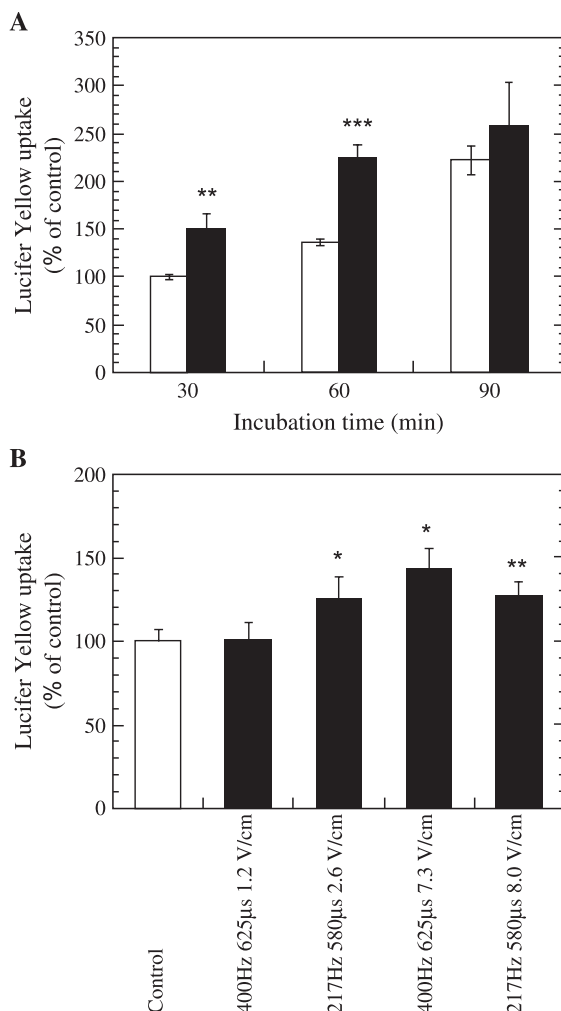 A
350
300
250
200
150
100
50
0
Lucifer Yellow uptake
(% of control)
**
***
30 60 90
Incubation time (min)
B
200
150
100
50
0
Lucifer Yellow uptake
(% of control)
*
*
**
Control
400Hz 625µs 1.2 V/cm
217Hz 580µs 2.6 V/cm
400Hz 625µs 7.3 V/cm
217Hz 580µs 8.0 V/cm